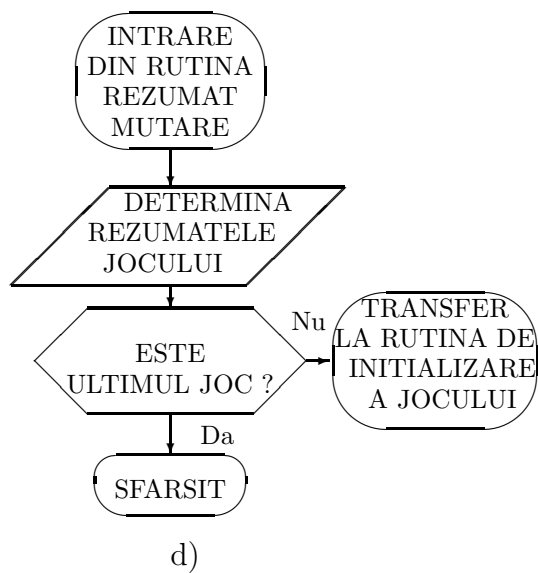 INTRARE
DIN RUTINA
REZUMAT
MUTARE
DETERMINA
REZUMATELE
JOCULUI
ESTE
ULTIMUL JOC ?
Nu
TRANSFER
LA RUTINA DE
INITIALIZARE
A JOCULUI
Da
SFARSIT
d)